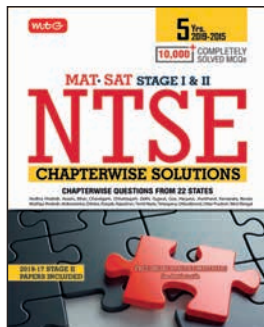 mtG
5 Yrs.
2019-2015
10,000+ COMPLETELY
SOLVED MCQs
MAT• SAT STAGE I & II
NTSE
CHAPTERWISE SOLUTIONS
CHAPTERWISE QUESTIONS FROM 22 STATES
2019-17 STAGE II
PAPERS INCLUDED